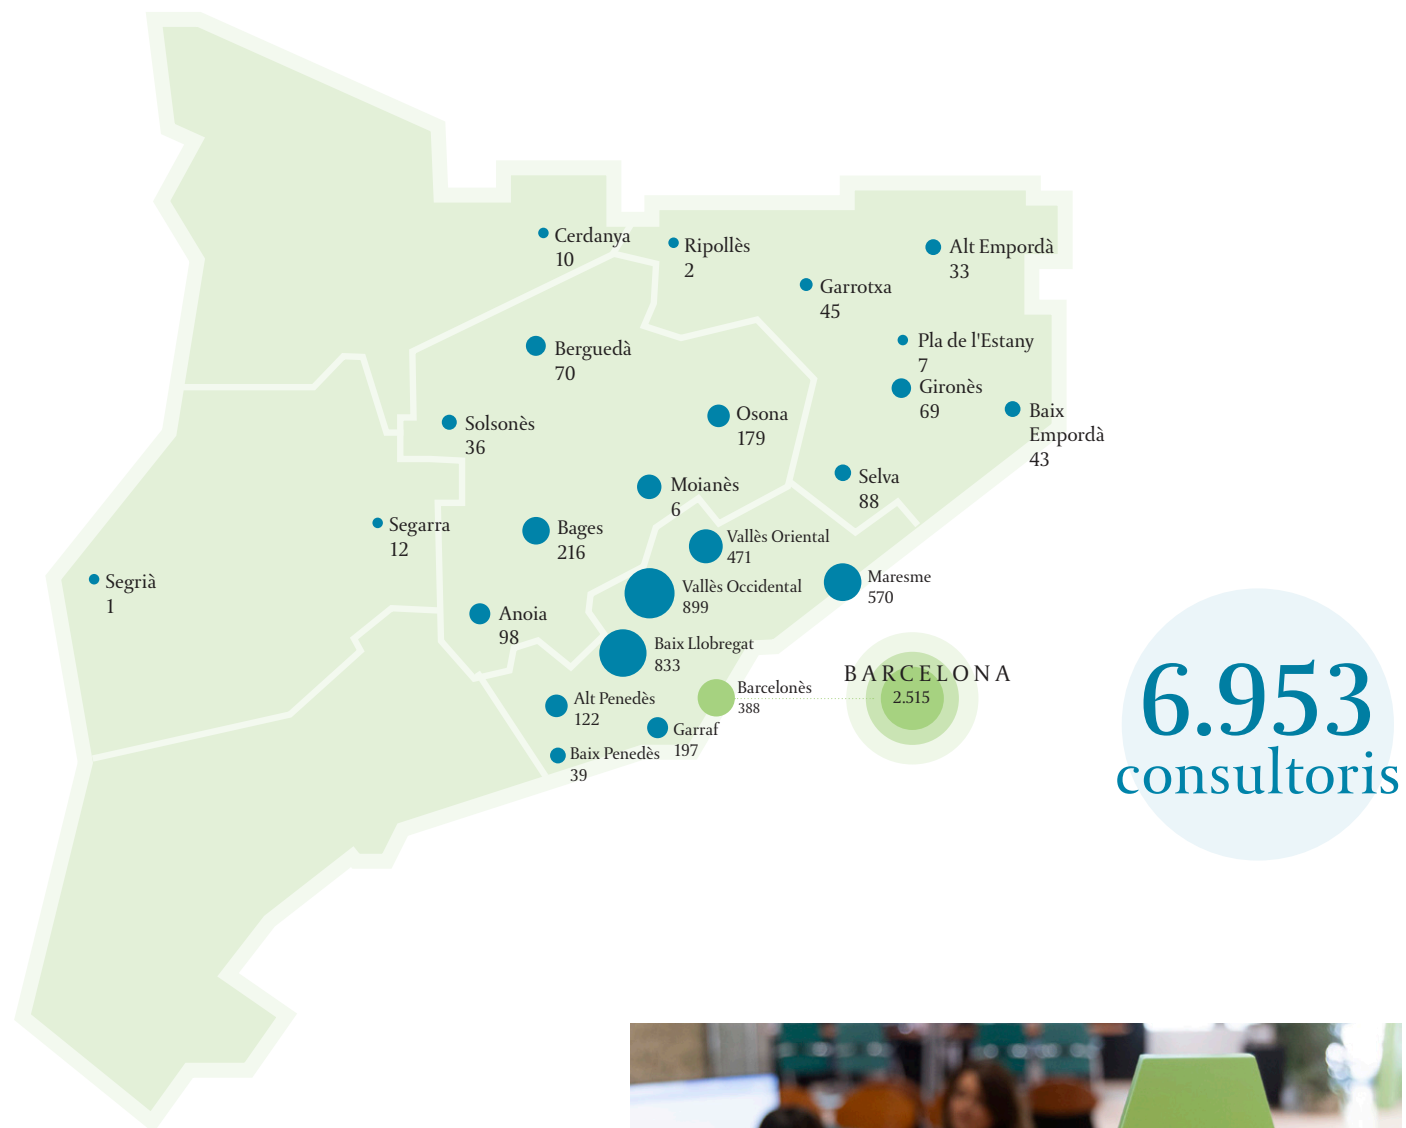 Cerdanya
10
Ripollès
2
Alt Empordà
33
Garrotxa
45
Pla de l'Estany
7
Berguedà
70
Gironès
69
Baix
Empordà
43
Osona
179
Solsonès
36
Selva
88
Moianès
6
Segarra
12
Bages
216
Vallès Oriental
471
Segrià
1
Vallès Occidental
899
Maresme
570
Anoia
98
Baix Llobregat
833
BARCELONA
2.515
Barcelonès
388
Alt Penedès
122
Garraf
197
Baix Penedès
39
6.953
consultoris